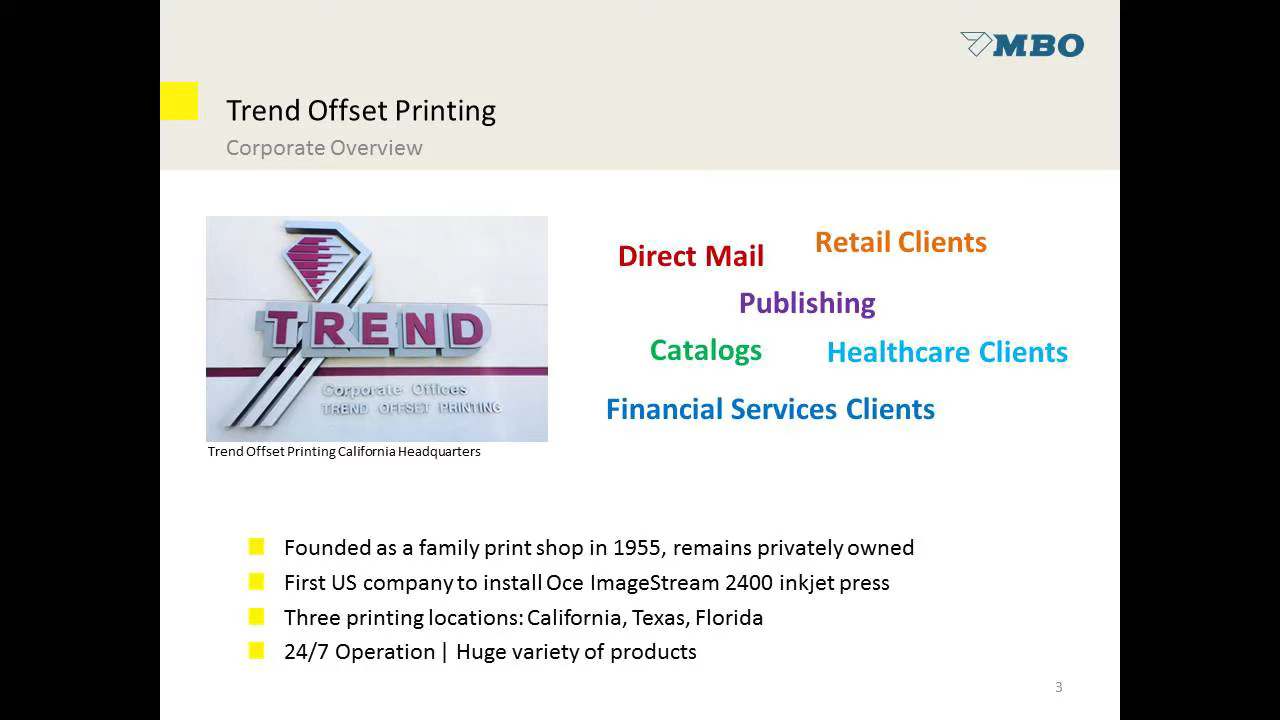 MBO
Trend Offset Printing
Corporate Overview
TREND
Corporate Offices
TREND OFFSET PRINTING
Trend Offset Printing California Headquarters
Direct Mail
Retail Clients
Publishing
Catalogs
Healthcare Clients
Financial Services Clients
Founded as a family print shop in 1955, remains privately owned
First US company to install Oce ImageStream 2400 inkjet press
Three printing locations: California, Texas, Florida
24/7 Operation | Huge variety of products
3